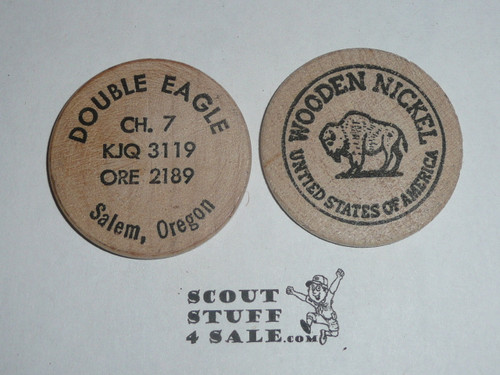 DOUBLE EAGLE
CH. 7
KJQ 3119
ORE 2189
Salem, Oregon
WOODEN NICKEL
UNITED STATES OF AMERICA
SCOUT
STUFF
4 SALE.com